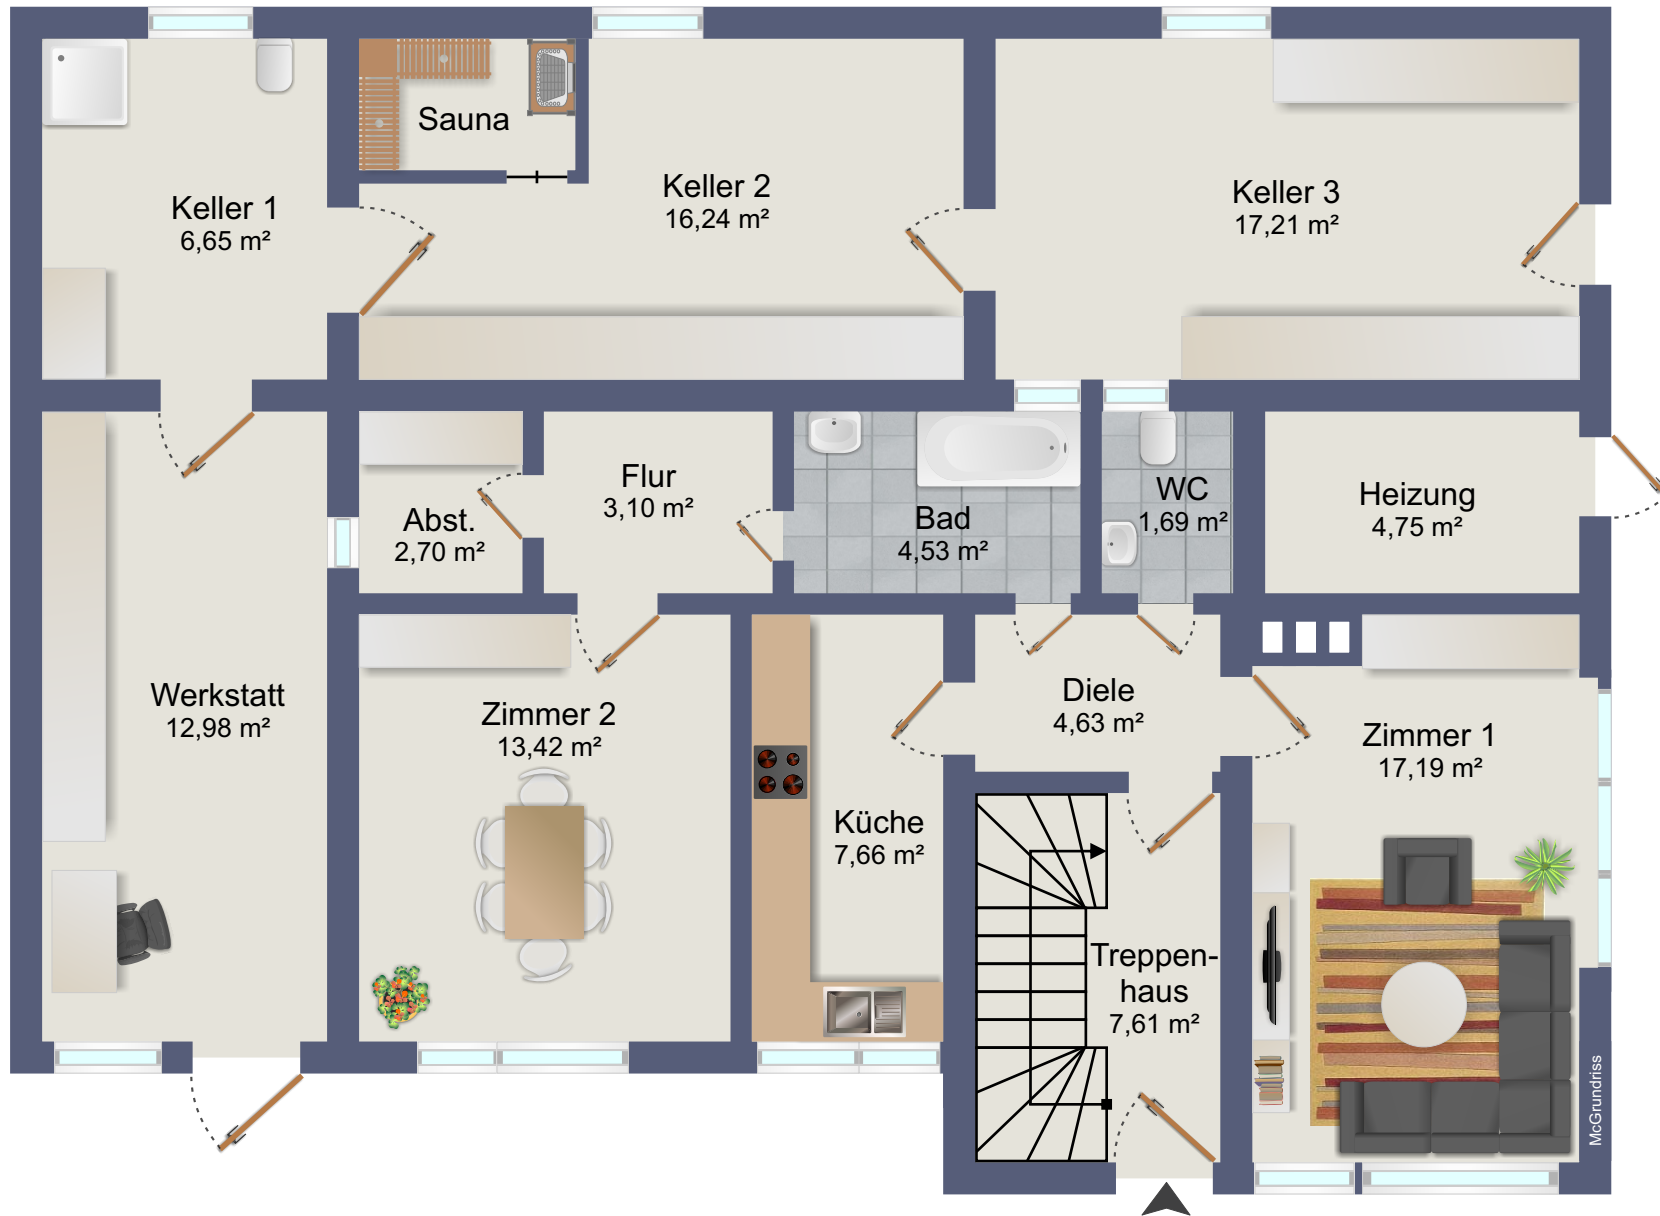 Sauna
Keller 1
6,65 m²
Keller 2
16,24 m²
Keller 3
17,21 m²
Abst.
2,70 m²
Flur
3,10 m²
Bad
4,53 m²
WC
1,69 m²
Heizung
4,75 m²
Werkstatt
12,98 m²
Zimmer 2
13,42 m²
Küche
7,66 m²
Diele
4,63 m²
Zimmer 1
17,19 m²
Treppen-
haus
7,61 m²
McGrundriss